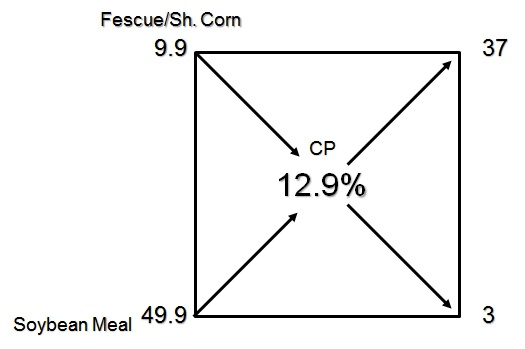 Fescue/Sh. Corn
9.9
37
CP
12.9%
Soybean Meal 49.9
3